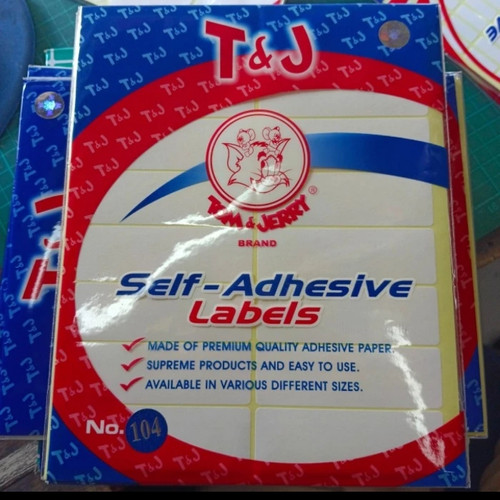 T&J
TOM & JERRY®
BRAND
Self-Adhesive
Labels
MADE OF PREMIUM QUALITY ADHESIVE PAPER.
SUPREME PRODUCTS AND EASY TO USE.
AVAILABLE IN VARIOUS DIFFERENT SIZES.
No. 104